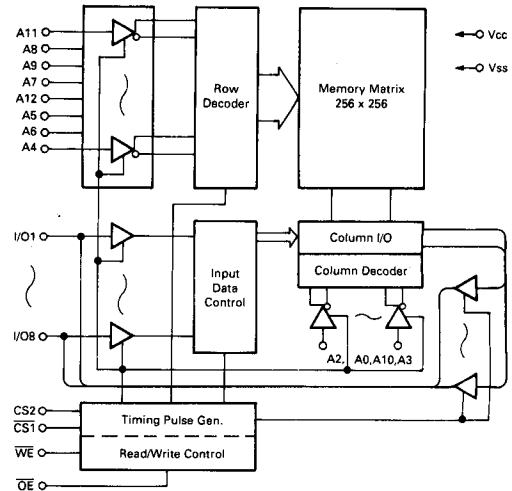 A11
A8
A9
A7
A12
A5
A6
A4
Row
Decoder
Memory Matrix
256 x 256
Vcc
Vss
I/O1
I/O8
Input
Data
Control
Column I/O
Column Decoder
A2, A0, A10, A3
CS2
CS1
WE
OE
Timing Pulse Gen.
Read/Write Control